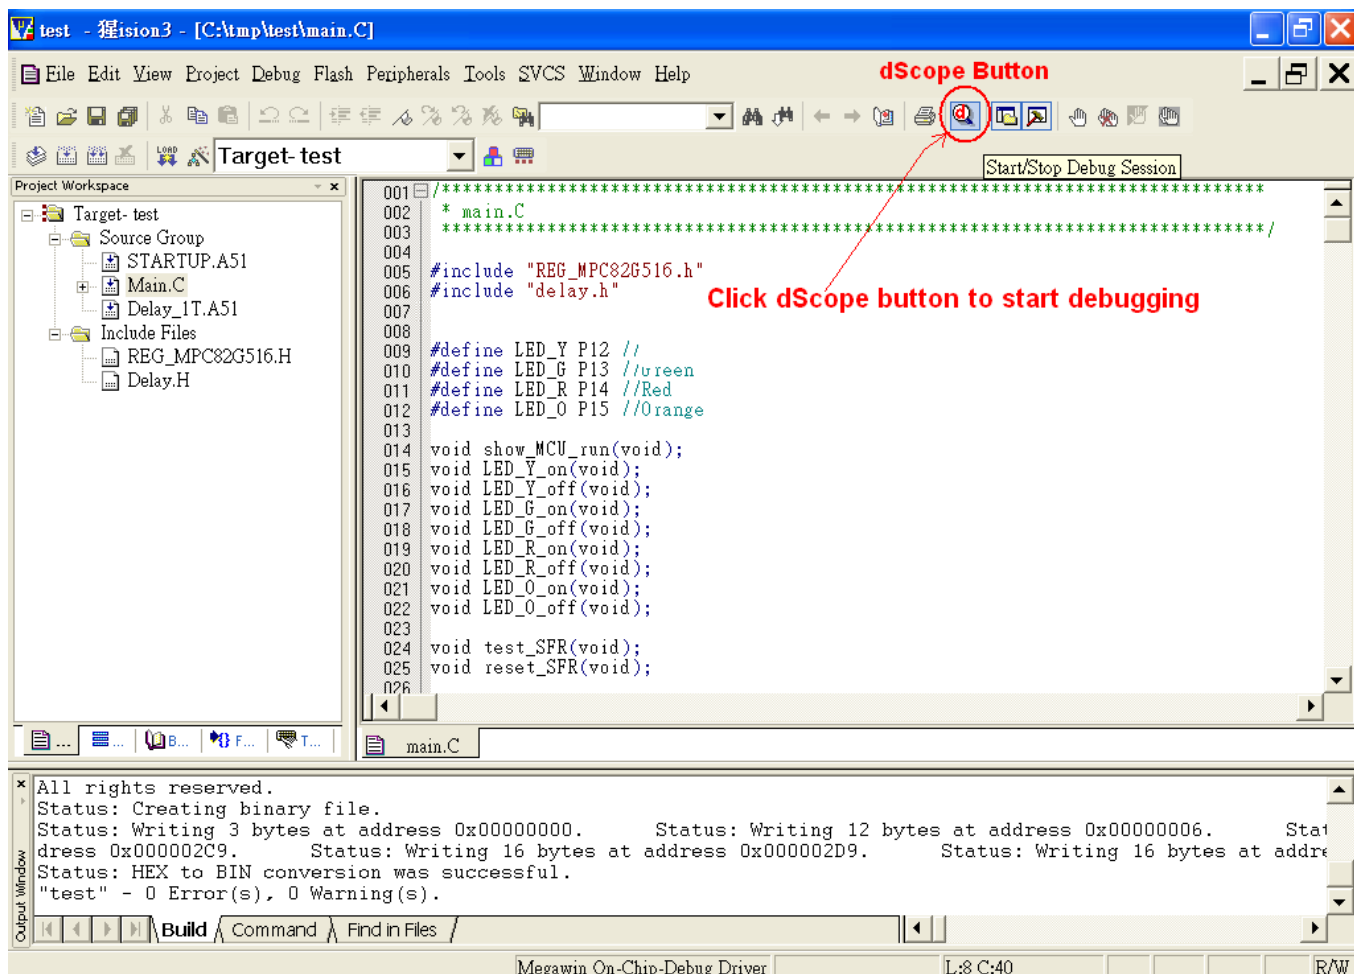 test - 猩ision3 - [C:\tmp\test\main.C]
File Edit View Project Debug Flash Peripherals Tools SVCS Window Help
dScope Button
Target- test
Start/Stop Debug Session
Project Workspace
Target- test
Source Group
STARTUP.A51
Main.C
Delay_1T.A51
Include Files
REG_MPC82G516.H
Delay.H
001 /*******************************************************************************
002 * main.C
003 *******************************************************************************/
004
005 #include "REG_MPC82G516.h"
006 #include "delay.h"
Click dScope button to start debugging
007
008
009 #define LED_Y P12 //
010 #define LED_G P13 //Green
011 #define LED_R P14 //Red
012 #define LED_O P15 //Orange
013
014 void show_MCU_run(void);
015 void LED_Y_on(void);
016 void LED_Y_off(void);
017 void LED_G_on(void);
018 void LED_G_off(void);
019 void LED_R_on(void);
020 void LED_R_off(void);
021 void LED_O_on(void);
022 void LED_O_off(void);
023
024 void test_SFR(void);
025 void reset_SFR(void);
026
... ... B... F... T...
main.C
All rights reserved.
Status: Creating binary file.
Status: Writing 3 bytes at address 0x00000000. Status: Writing 12 bytes at address 0x00000006. Stat
dress 0x000002C9. Status: Writing 16 bytes at address 0x000002D9. Status: Writing 16 bytes at addre
Status: HEX to BIN conversion was successful.
"test" - 0 Error(s), 0 Warning(s).
Output Window
Build Command Find in Files
Megawin On-Chip-Debug Driver L:8 C:40 R/W